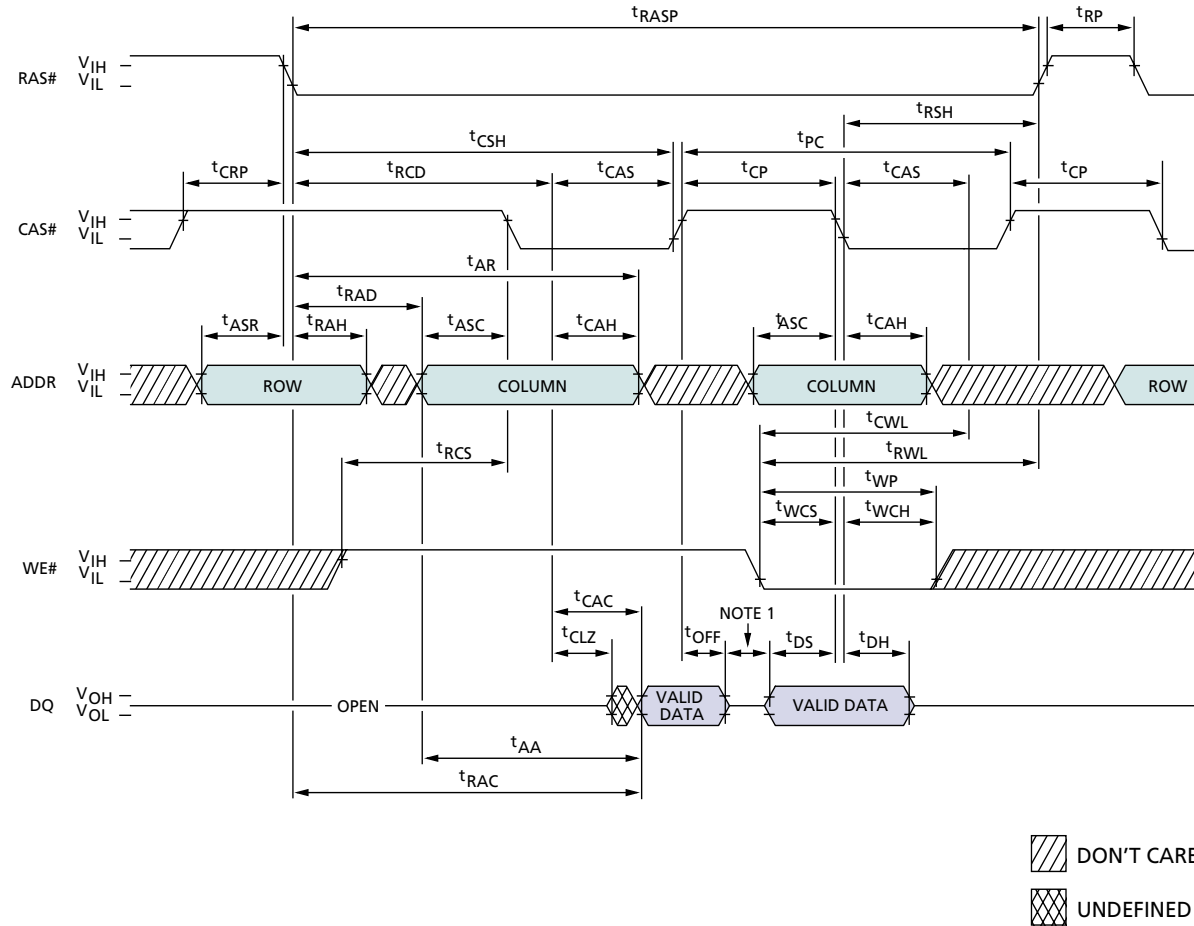 tRASP
tRP
RAS#
VIH
VIL
tRSH
tCSH
tPC
tCRP
tRCD
tCAS
tCP
tCAS
tCP
CAS#
VIH
VIL
tAR
tRAD
tASR
tRAH
tASC
tCAH
tASC
tCAH
ADDR
VIH
VIL
ROW
COLUMN
COLUMN
ROW
tCWL
tRCS
tRWL
tWP
tWCS
tWCH
WE#
VIH
VIL
tCAC
NOTE 1
tCLZ
tOFF
tDS
tDH
DQ
VOH
VOL
OPEN
VALID
DATA
VALID DATA
tAA
tRAC
DON'T CARE
UNDEFINED